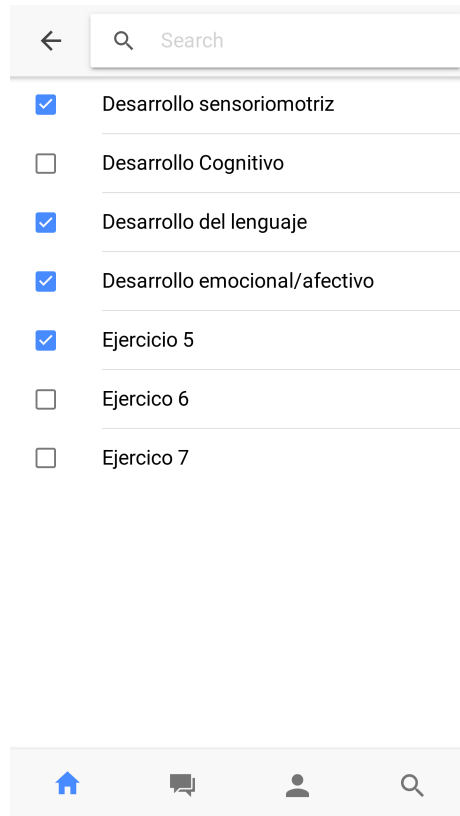 Search
Desarrollo sensoriomotriz
Desarrollo Cognitivo
Desarrollo del lenguaje
Desarrollo emocional/afectivo
Ejercicio 5
Ejercico 6
Ejercico 7